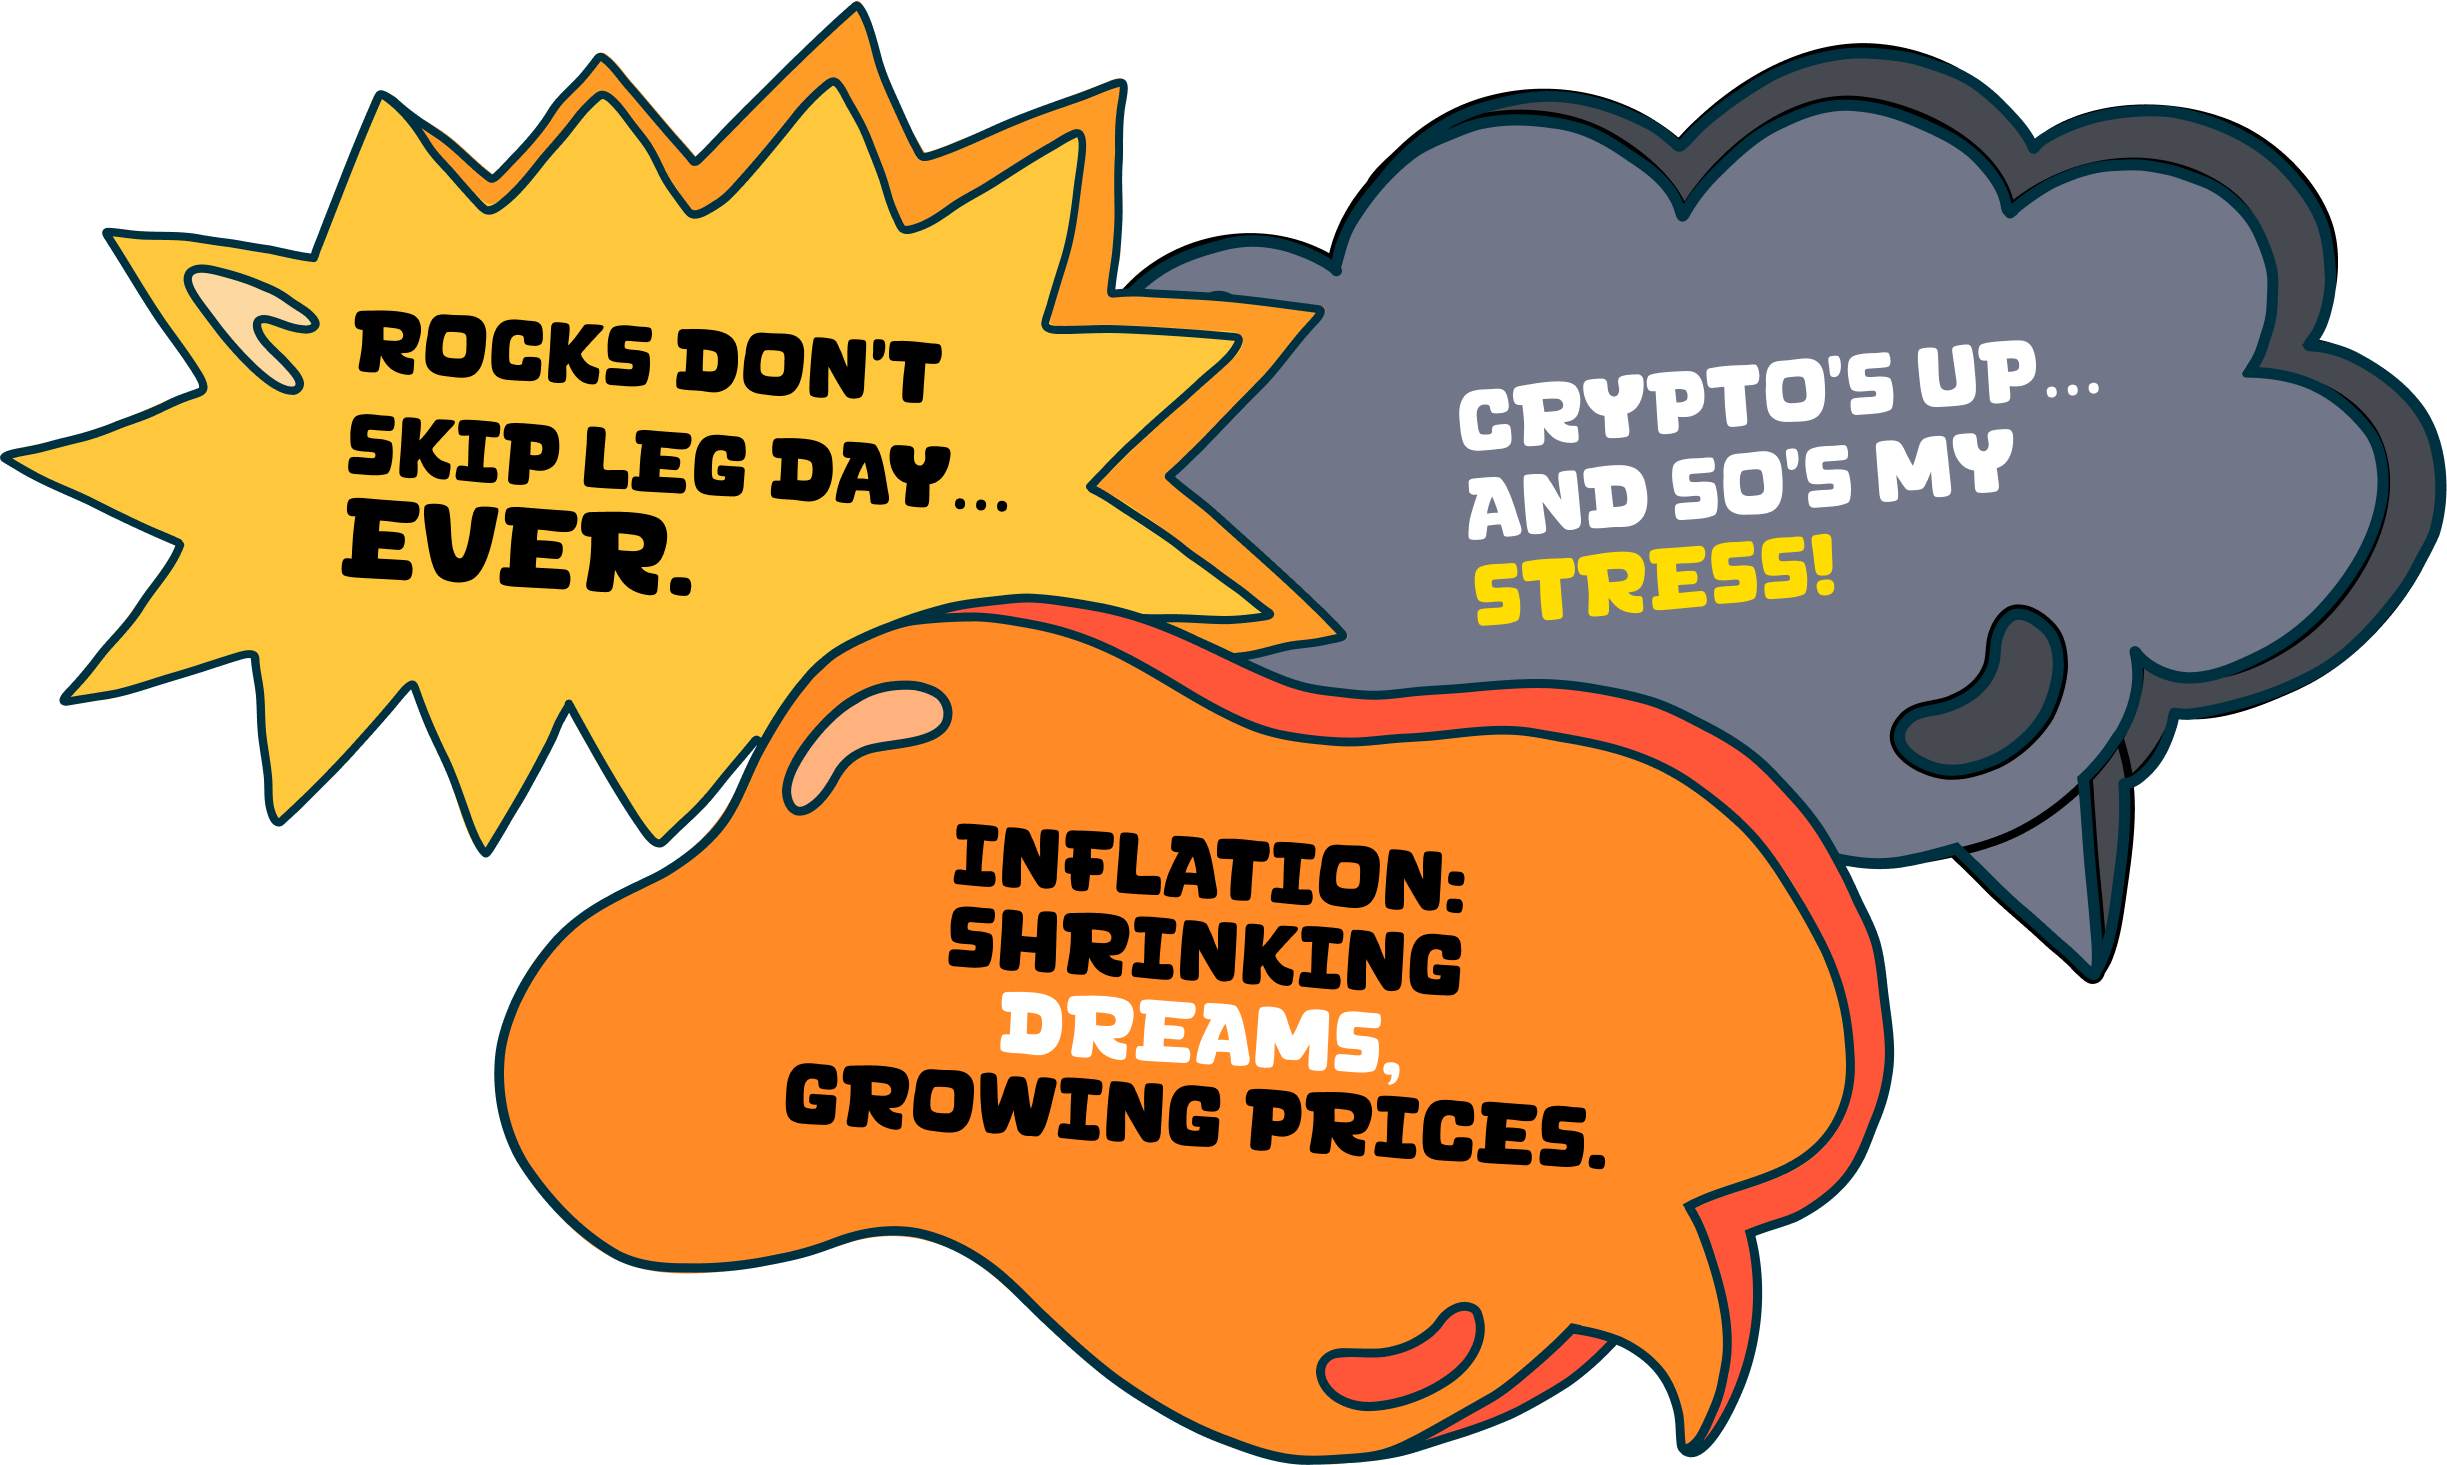 Rocks don't
skip leg day...
Ever.
Crypto's up...
and so's my
stress!
Inflation:
Shrinking
dreams,
growing prices.